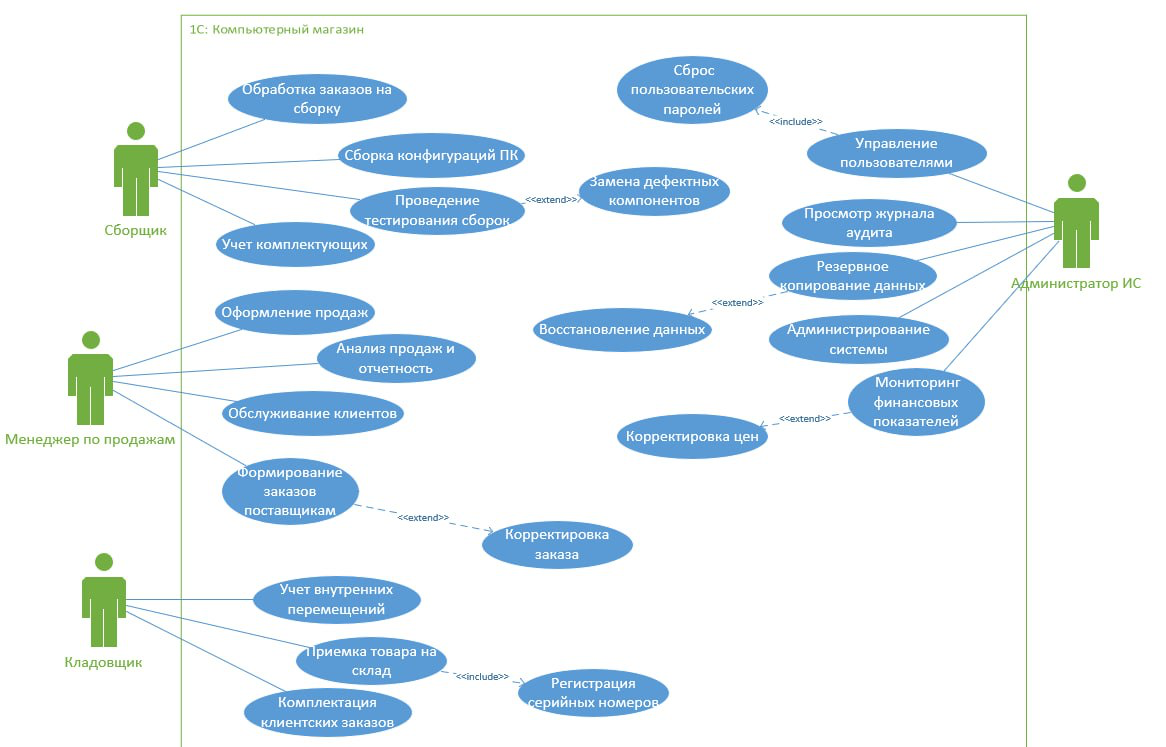 1С: Компьютерный магазин
Обработка заказов на
сборку
Сборка конфигураций ПК
Проведение
тестирования сборок
<<extend>>
Замена дефектных
компонентов
Учет комплектующих
Сборщик
Сброс
пользовательских
паролей
<<include>>
Управление
пользователями
Просмотр журнала
аудита
Резервное
копирование данных
<<extend>>
Восстановление данных
Администрирование
системы
Мониторинг
финансовых
показателей
<<extend>>
Корректировка цен
Администратор ИС
Оформление продаж
Анализ продаж и
отчетность
Обслуживание клиентов
Менеджер по продажам
Формирование
заказов
поставщикам
<<extend>>
Корректировка
заказа
Учет внутренних
перемещений
Приемка товара на
склад
<<include>>
Регистрация
серийных номеров
Комплектация
клиентских заказов
Кладовщик